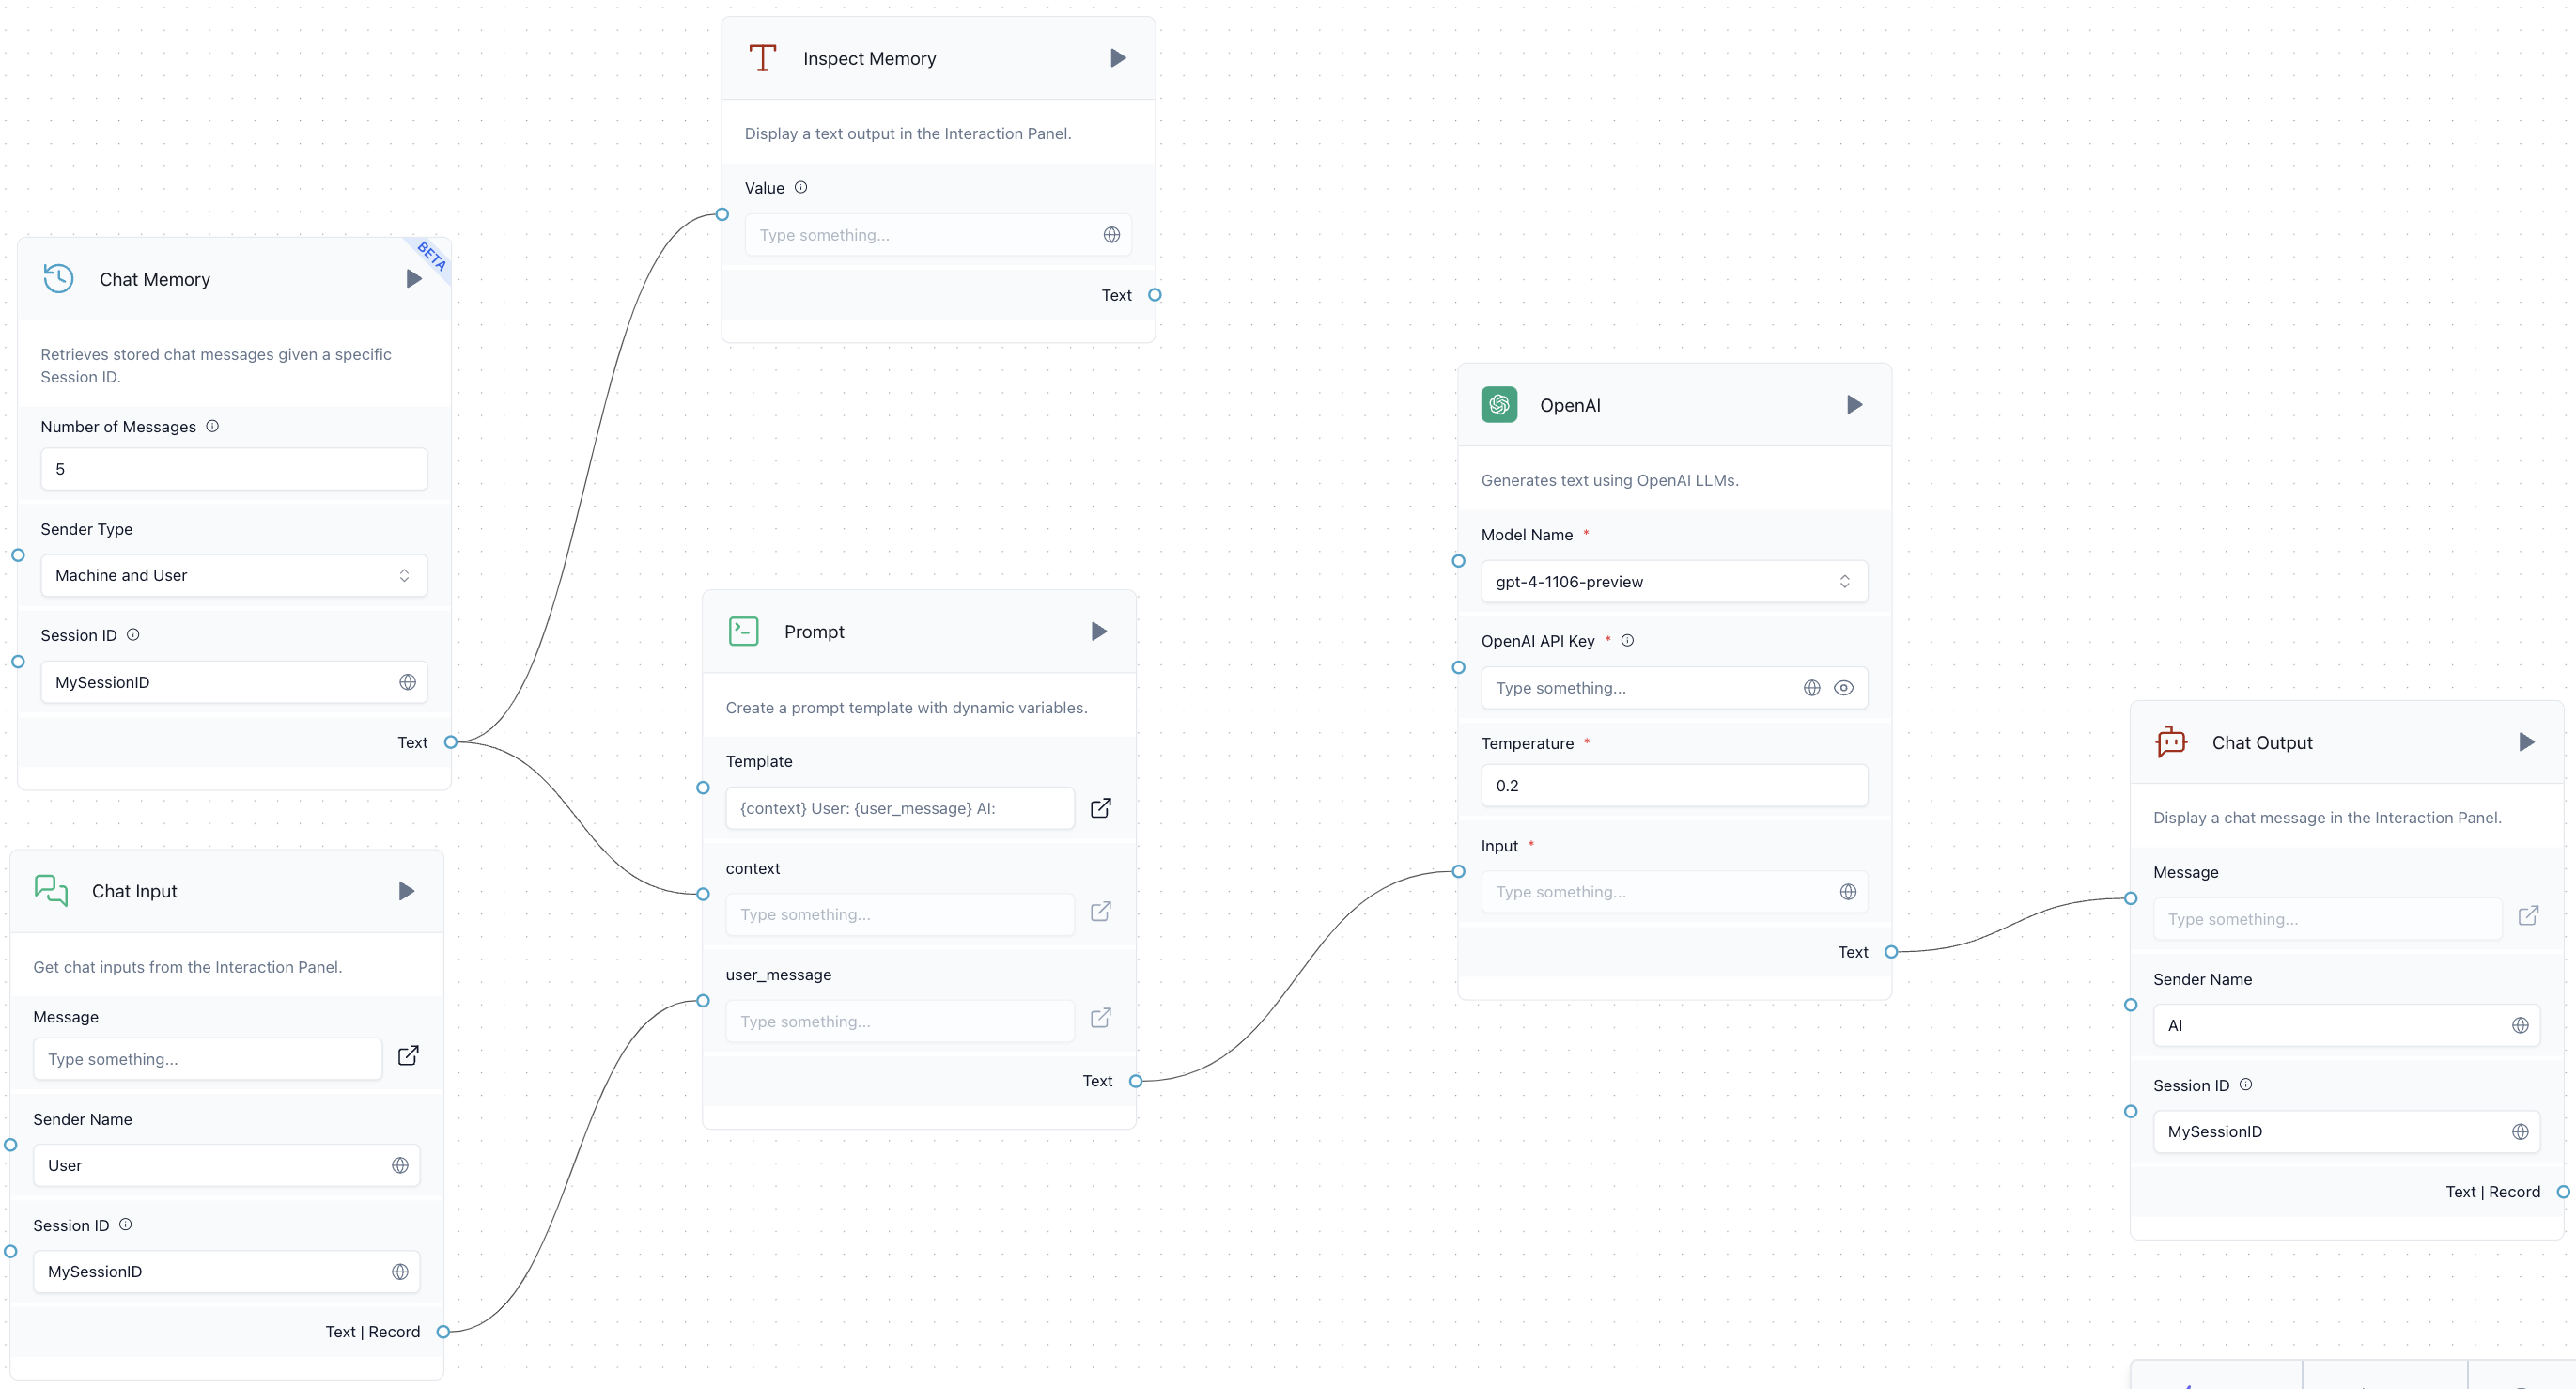 Inspect Memory
Display a text output in the Interaction Panel.
Value
Type something...
Text
BETA
Chat Memory
Retrieves stored chat messages given a specific
Session ID.
Number of Messages
5
Sender Type
Machine and User
Session ID
MySessionID
Text
Chat Input
Get chat inputs from the Interaction Panel.
Message
Type something...
Sender Name
User
Session ID
MySessionID
Text | Record
Prompt
Create a prompt template with dynamic variables.
Template
{context} User: {user_message} AI:
context
Type something...
user_message
Type something...
Text
OpenAI
Generates text using OpenAI LLMs.
Model Name *
gpt-4-1106-preview
OpenAI API Key *
Type something...
Temperature *
0.2
Input *
Type something...
Text
Chat Output
Display a chat message in the Interaction Panel.
Message
Type something...
Sender Name
AI
Session ID
MySessionID
Text | Record